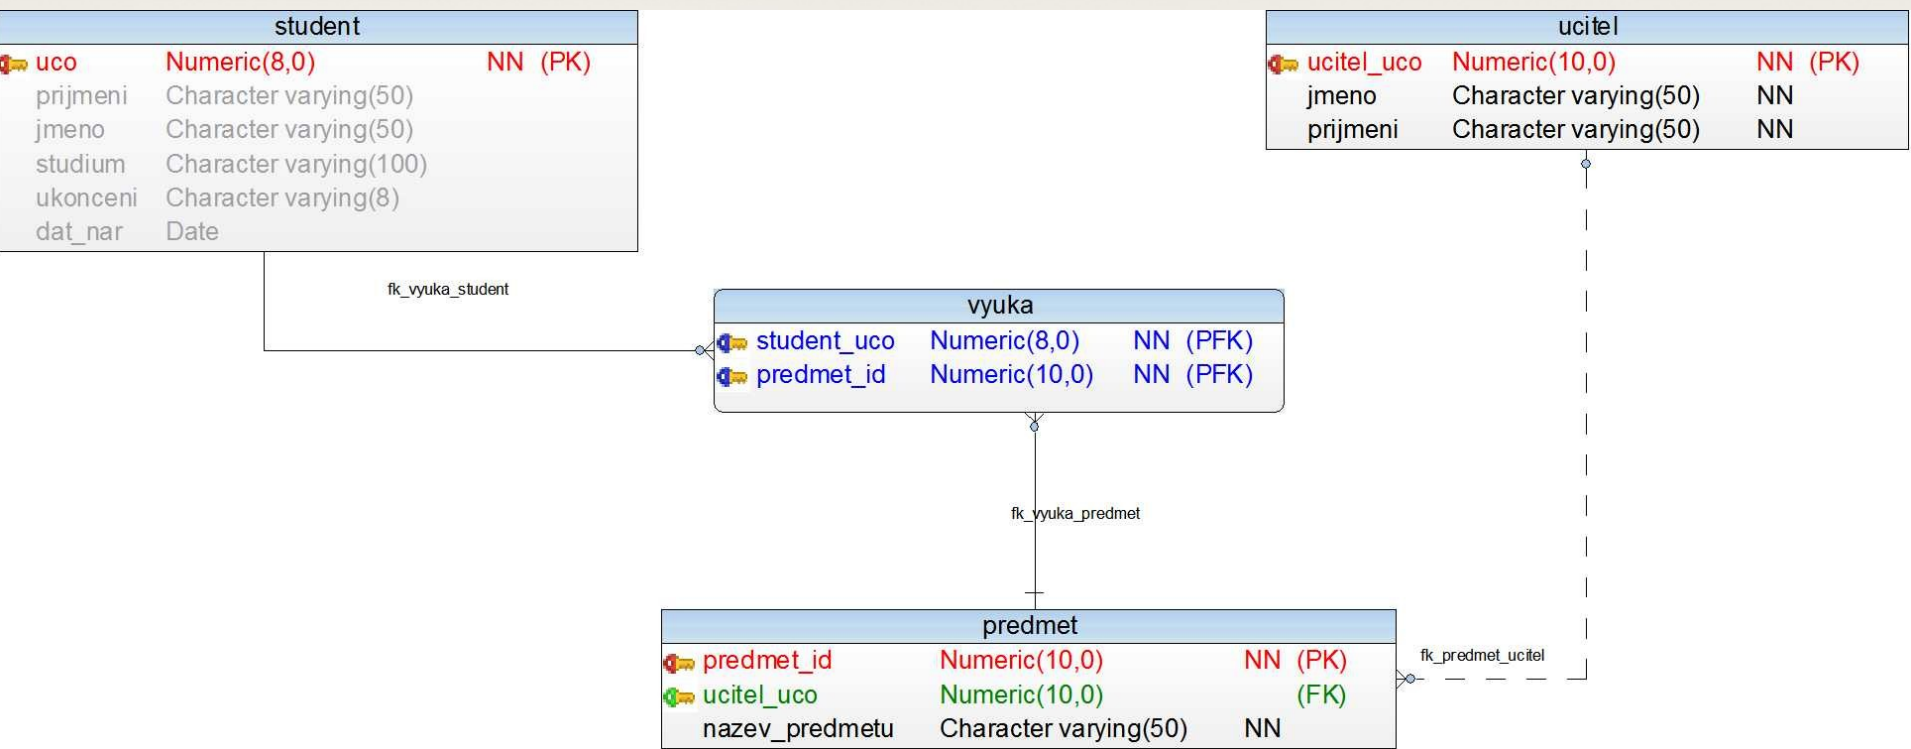 student
uco Numeric(8,0) NN (PK)
prijmeni Character varying(50)
jmeno Character varying(50)
studium Character varying(100)
ukonceni Character varying(8)
dat_nar Date
ucitel
ucitel_uco Numeric(10,0) NN (PK)
jmeno Character varying(50) NN
prijmeni Character varying(50) NN
fk_vyuka_student
vyuka
student_uco Numeric(8,0) NN (PFK)
predmet_id Numeric(10,0) NN (PFK)
fk_vyuka_predmet
predmet
predmet_id Numeric(10,0) NN (PK)
ucitel_uco Numeric(10,0) (FK)
nazev_predmetu Character varying(50) NN
fk_predmet_ucitel